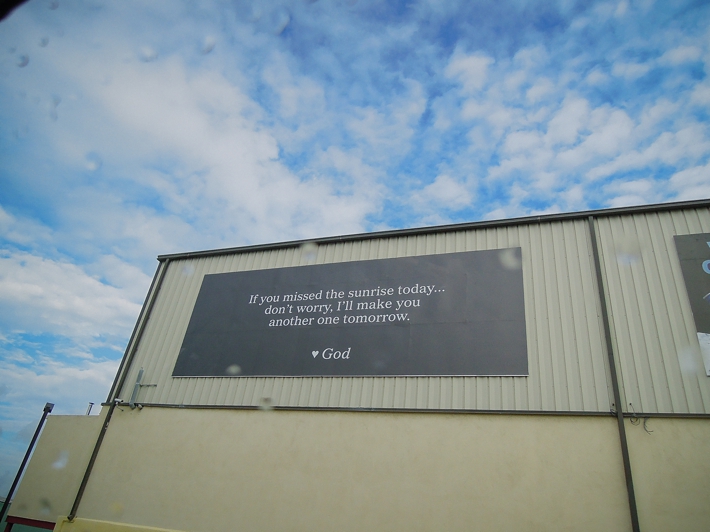 If you missed the sunrise today...
don't worry, I'll make you
another one tomorrow.
♥ God